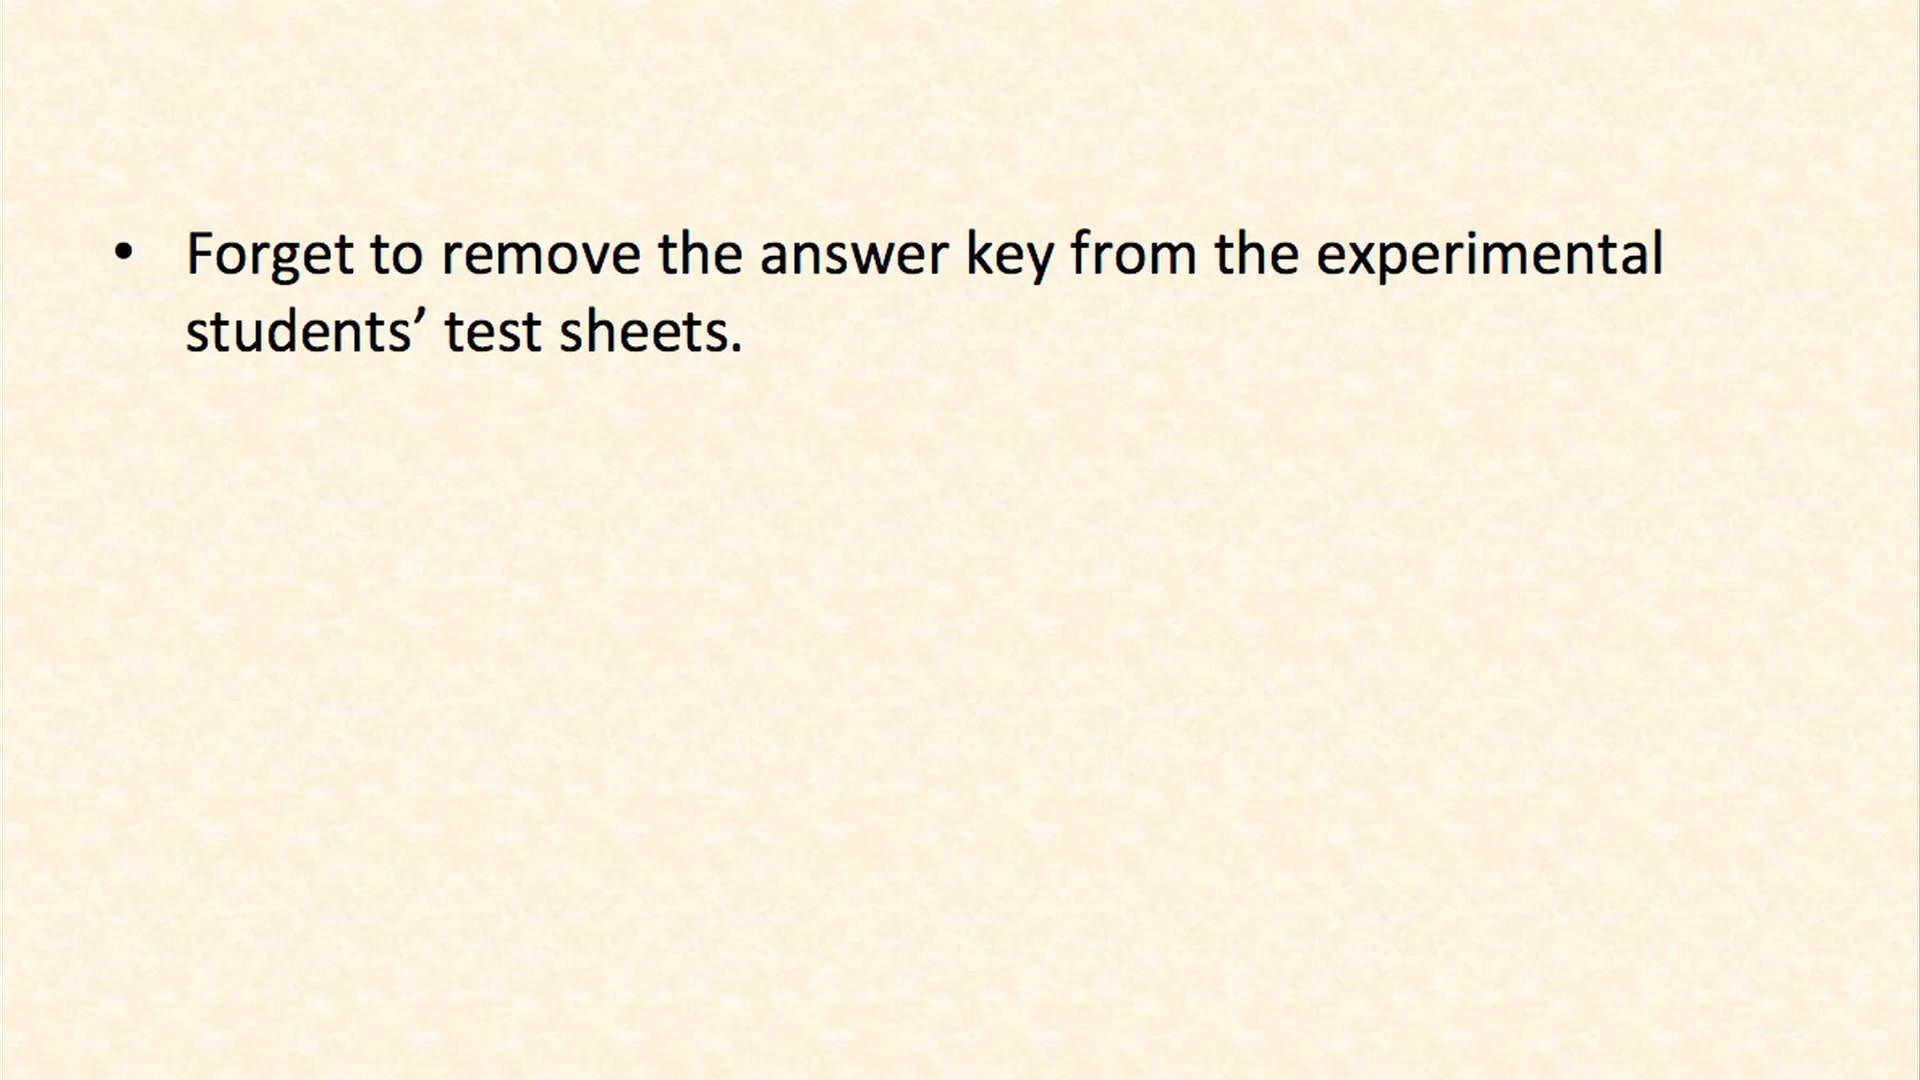 • Forget to remove the answer key from the experimental
students’ test sheets.